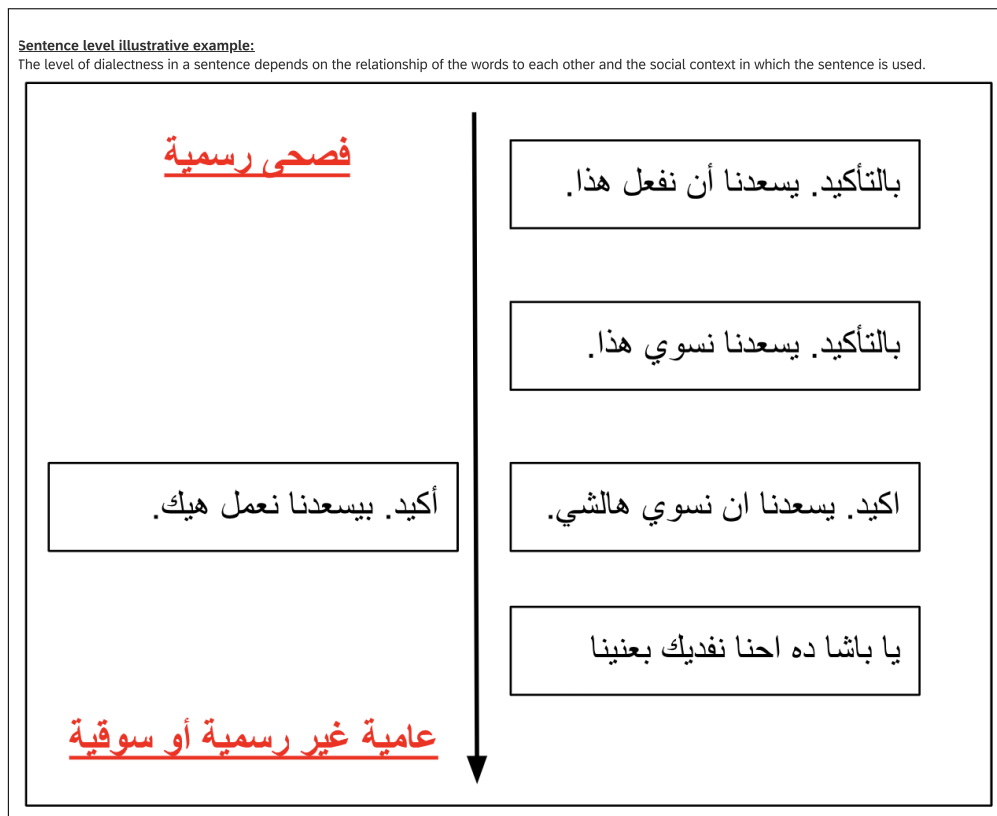 Sentence level illustrative example:
The level of dialectness in a sentence depends on the relationship of the words to each other and the social context in which the sentence is used.
فصحى رسمية
بالتأكيد. يسعدنا أن نفعل هذا.
بالتأكيد. يسعدنا نسوي هذا.
اكيد. يسعدنا ان نسوي هالشي.
أكيد. بيسعدنا نعمل هيك.
يا باشا ده احنا نفديك بعنينا
عامية غير رسمية أو سوقية